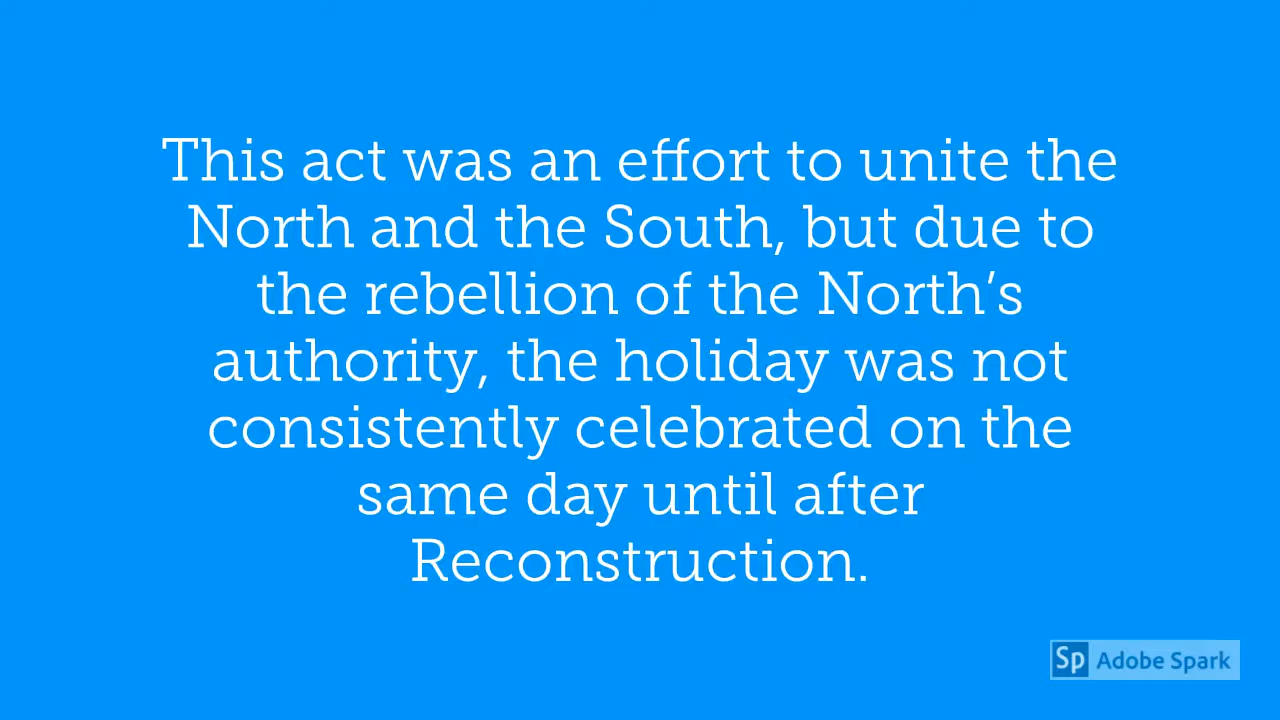 This act was an effort to unite the
North and the South, but due to
the rebellion of the North’s
authority, the holiday was not
consistently celebrated on the
same day until after
Reconstruction.
Sp Adobe Spark